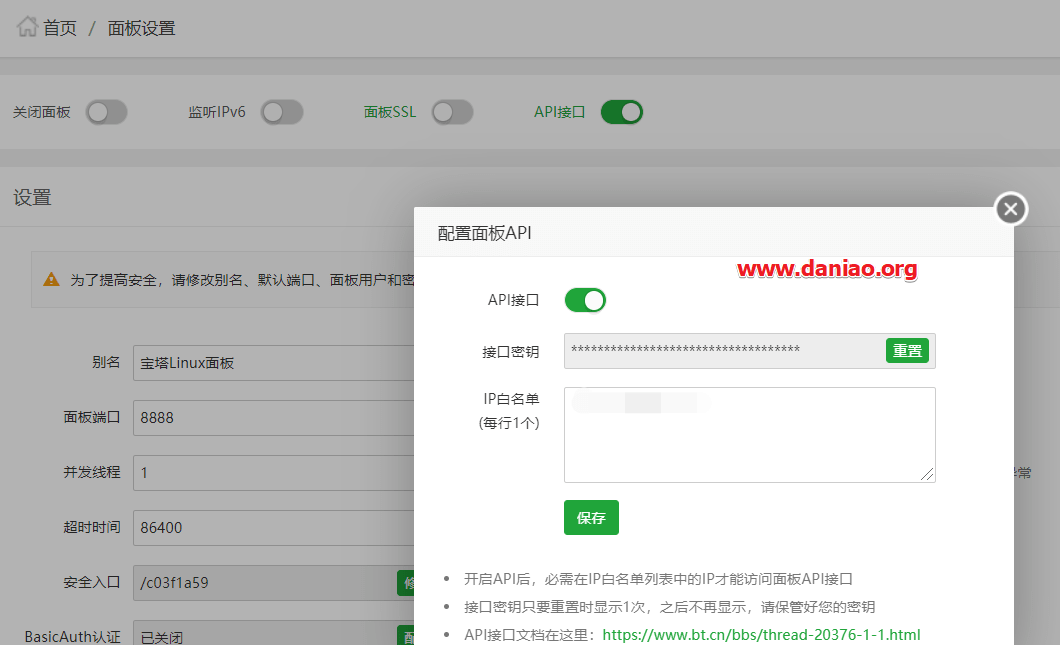 首页 / 面板设置
关闭面板 监听IPv6 面板SSL API接口
设置
配置面板API
www.daniao.org
为了提高安全，请修改别名、默认端口、面板用户和密
API接口
接口密钥 *********************************** 重置
别名 宝塔Linux面板
IP白名单
(每行1个)
面板端口 8888
并发线程 1
异常
保存
超时时间 86400
安全入口 /c03f1a59
开启API后，必需在IP白名单列表中的IP才能访问面板API接口
接口密钥只要重置时显示1次，之后不再显示，请保管好您的密钥
BasicAuth认证 已关闭 配
API接口文档在这里：https://www.bt.cn/bbs/thread-20376-1-1.html